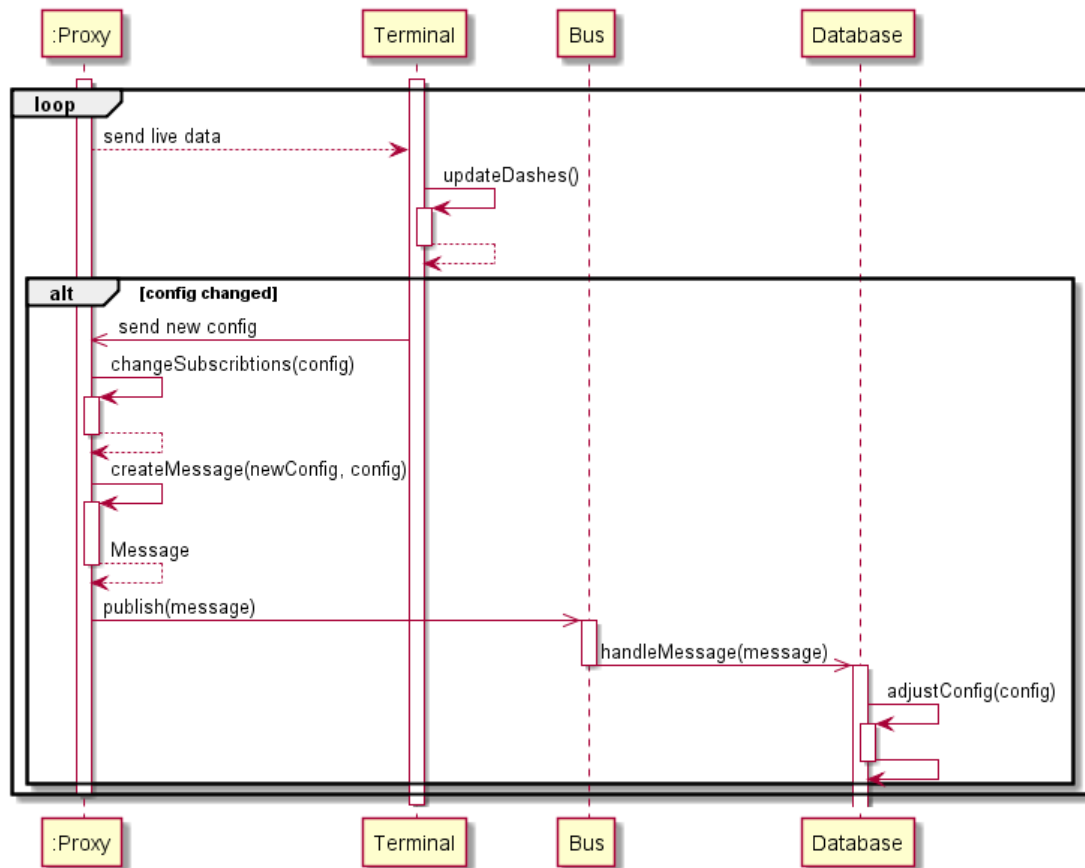 :Proxy
Terminal
Bus
Database
loop
send live data
updateDashes()
alt
[config changed]
send new config
changeSubscribtions(config)
createMessage(newConfig, config)
Message
publish(message)
handleMessage(message)
adjustConfig(config)
:Proxy
Terminal
Bus
Database